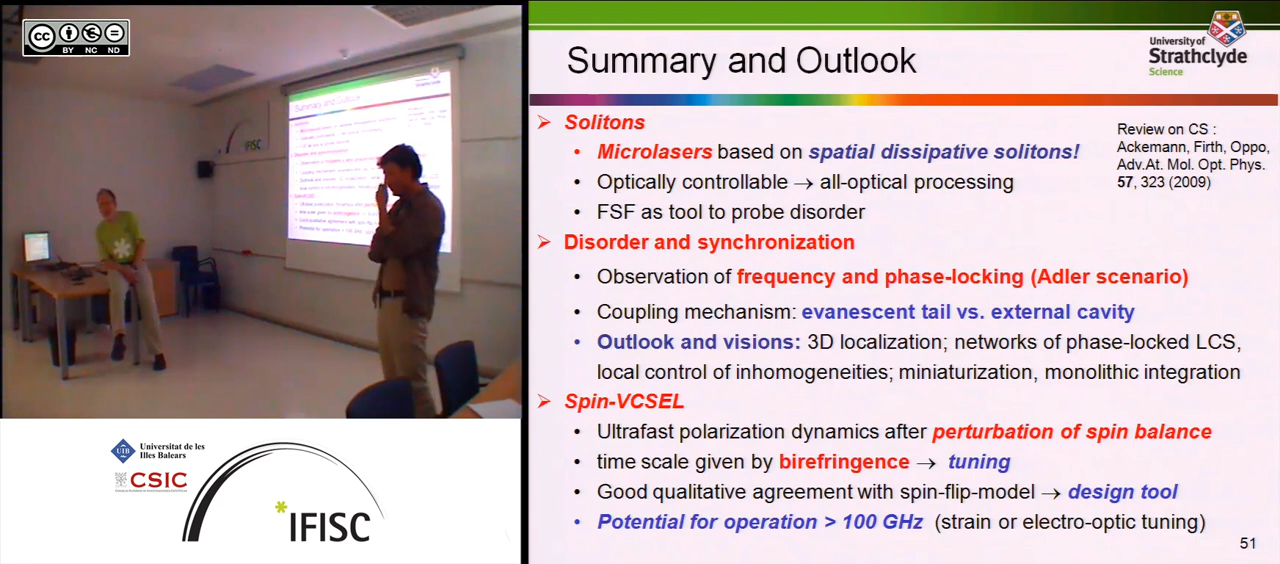 cc
BY NC ND
IFISC
Summary and Outlook
Universitat de les
Illes Balears
UIB
CSIC
IFISC
Summary and Outlook
University of
Strathclyde
Science
Solitons
Microlasers based on spatial dissipative solitons!
Optically controllable → all-optical processing
FSF as tool to probe disorder
Review on CS :
Ackemann, Firth, Oppo,
Adv.At. Mol. Opt. Phys.
57, 323 (2009)
Disorder and synchronization
Observation of frequency and phase-locking (Adler scenario)
Coupling mechanism: evanescent tail vs. external cavity
Outlook and visions: 3D localization; networks of phase-locked LCS,
local control of inhomogeneities; miniaturization, monolithic integration
Spin-VCSEL
Ultrafast polarization dynamics after perturbation of spin balance
time scale given by birefringence → tuning
Good qualitative agreement with spin-flip-model → design tool
Potential for operation > 100 GHz (strain or electro-optic tuning)
51